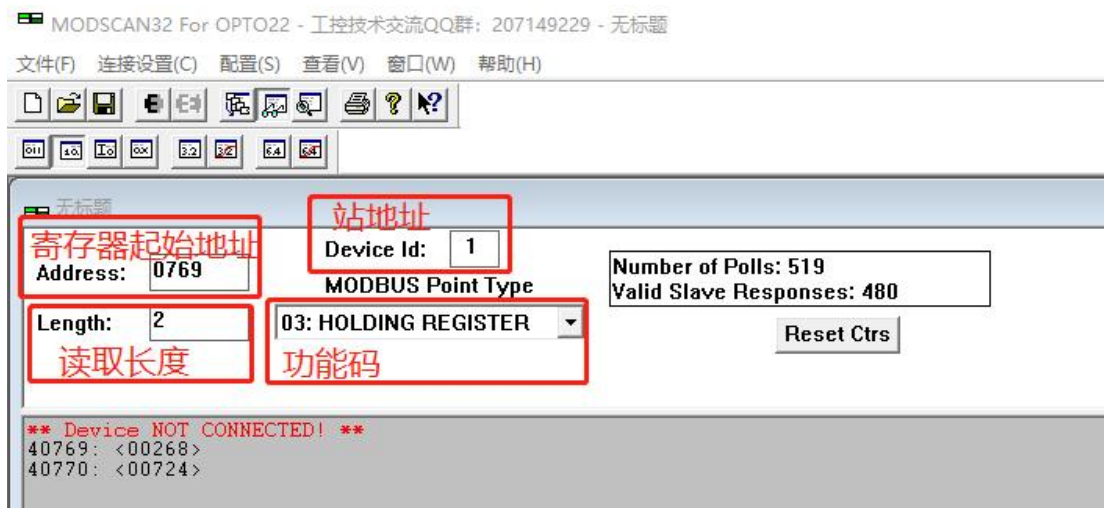 MODSCAN32 For OPTO22 - 工控技术交流QQ群: 207149229 - 无标题
文件(F) 连接设置(C) 配置(S) 查看(V) 窗口(W) 帮助(H)
无标题
寄存器起始地址
Address: 0769
站地址
Device Id: 1
MODBUS Point Type
Number of Polls: 519
Valid Slave Responses: 480
Length: 2
03: HOLDING REGISTER
Reset Ctrs
读取长度
功能码
** Device NOT CONNECTED! **
40769: <00268>
40770: <00724>